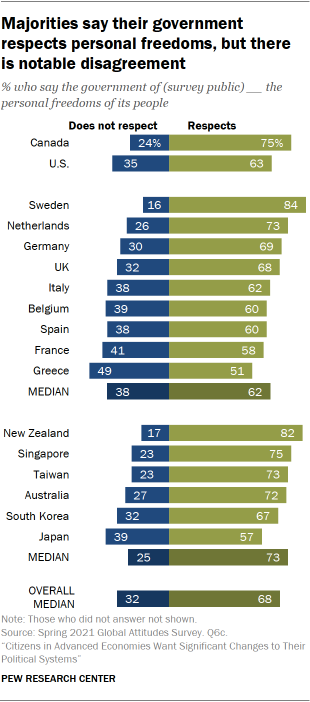 Majorities say their government
respects personal freedoms, but there
is notable disagreement
% who say the government of (survey public) __ the
personal freedoms of its people
Does not respect Respects
Canada 24% 75%
U.S. 35 63
Sweden 16 84
Netherlands 26 73
Germany 30 69
UK 32 68
Italy 38 62
Belgium 39 60
Spain 38 60
France 41 58
Greece 49 51
MEDIAN 38 62
New Zealand 17 82
Singapore 23 75
Taiwan 23 73
Australia 27 72
South Korea 32 67
Japan 39 57
MEDIAN 25 73
OVERALL
MEDIAN 32 68
Note: Those who did not answer not shown.
Source: Spring 2021 Global Attitudes Survey. Q6c.
"Citizens in Advanced Economies Want Significant Changes to Their
Political Systems"
PEW RESEARCH CENTER